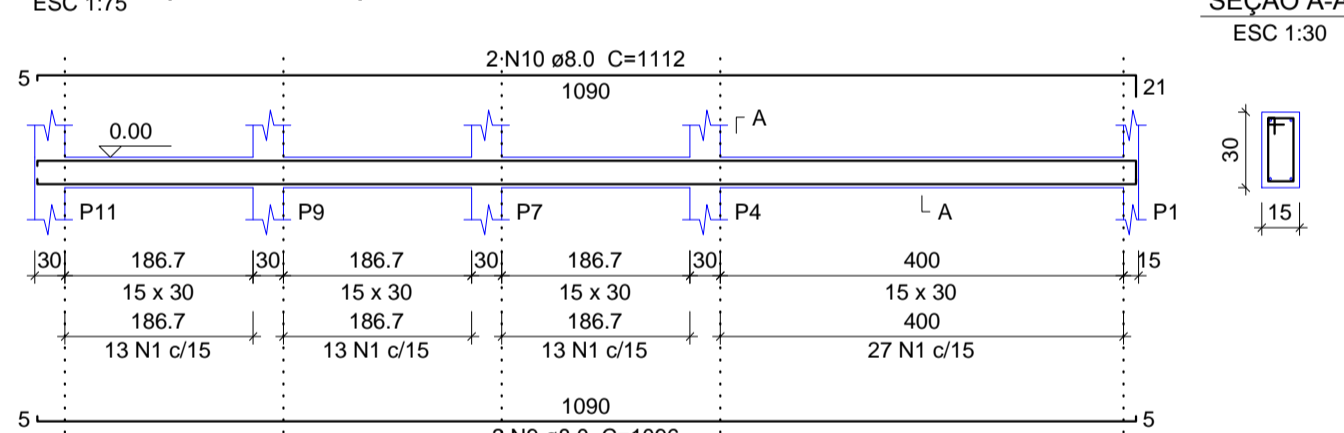 ESC 1:75
SEÇÃO A-A
ESC 1:30
2 N10 ø8.0 C=1112
5
1090
21
A
0.00
30
P11
P9
P7
P4
A
P1
15
30 186.7 30 186.7 30 186.7 30 400 15
15 x 30 15 x 30 15 x 30 15 x 30
186.7 186.7 186.7 400
13 N1 c/15 13 N1 c/15 13 N1 c/15 27 N1 c/15
5 1090 5